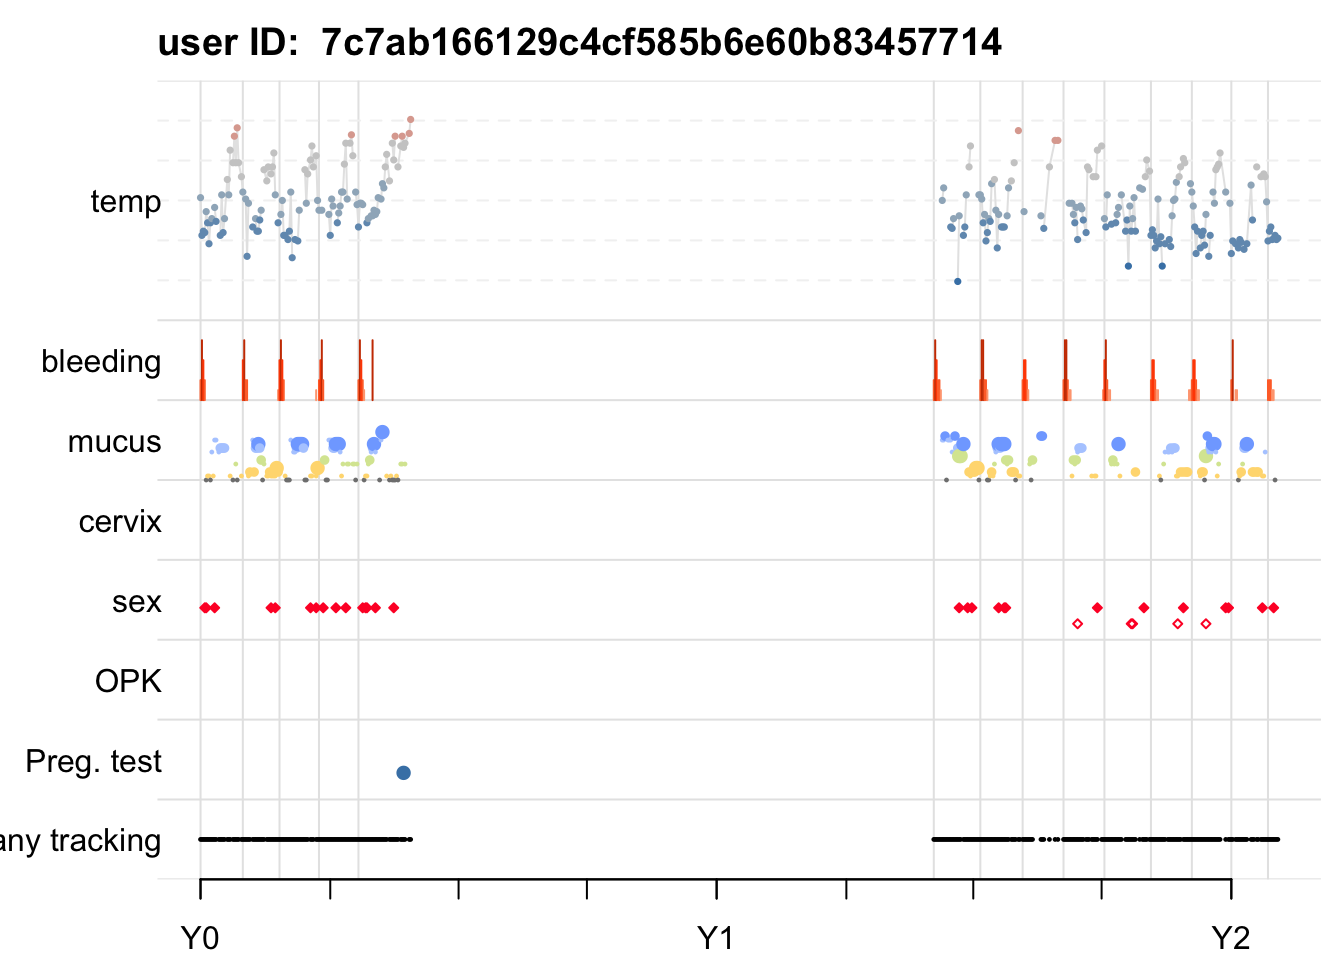 user ID:  7c7ab166129c4cf585b6e60b83457714
temp
bleeding
mucus
cervix
sex
OPK
Preg. test
any tracking
Y0 Y1 Y2